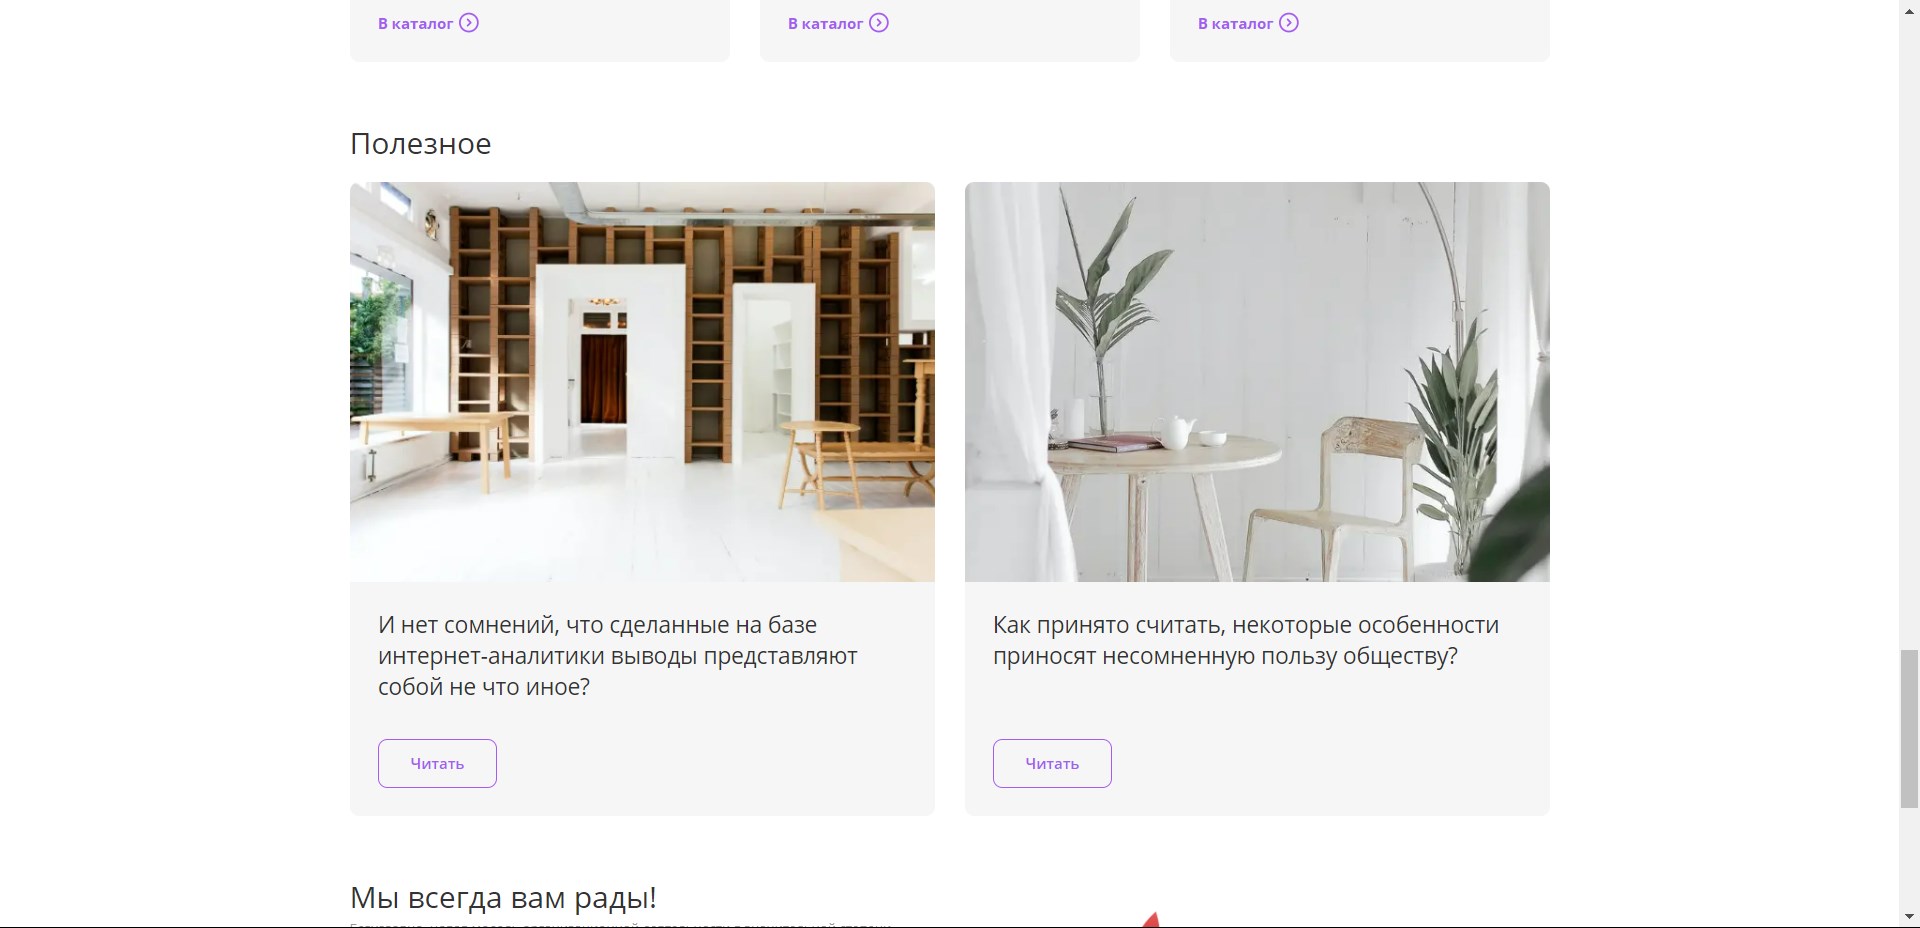 В каталог
В каталог
В каталог
Полезное
И нет сомнений, что сделанные на базе
интернет-аналитики выводы представляют
собой не что иное?
Читать
Как принято считать, некоторые особенности
приносят несомненную пользу обществу?
Читать
Мы всегда вам рады!